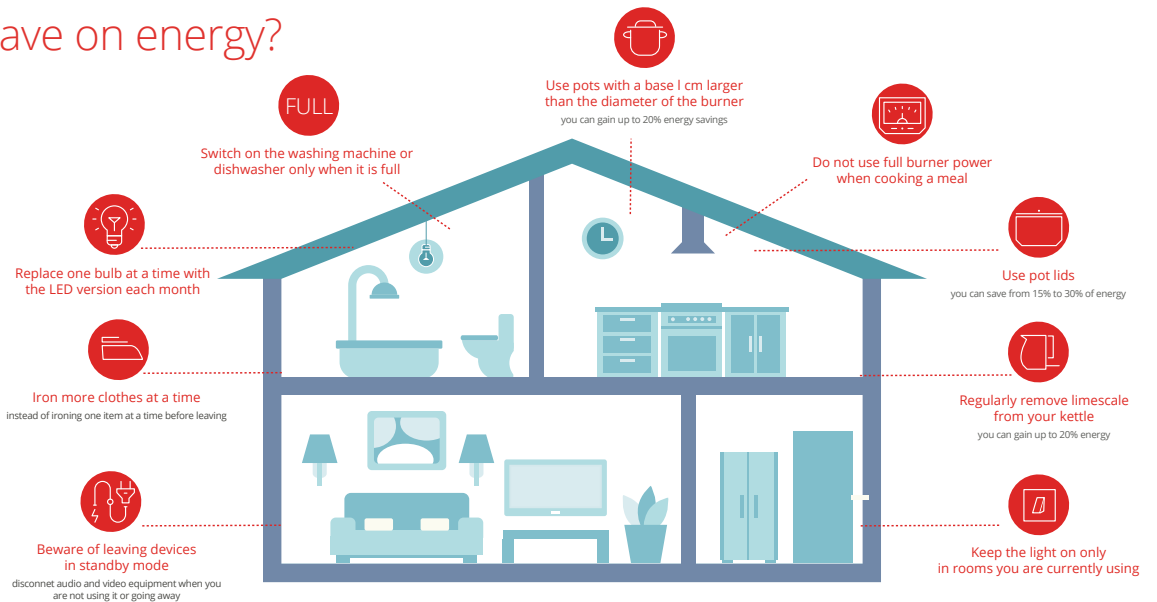 ave on energy?
FULL
Switch on the washing machine or
dishwasher only when it is full
Use pots with a base l cm larger
than the diameter of the burner
you can gain up to 20% energy savings
Do not use full burner power
when cooking a meal
Replace one bulb at a time with
the LED version each month
Use pot lids
you can save from 15% to 30% of energy
Iron more clothes at a time
instead of ironing one item at a time before leaving
Regularly remove limescale
from your kettle
you can gain up to 20% energy
Beware of leaving devices
in standby mode
disconnet audio and video equipment when you
are not using it or going away
Keep the light on only
in rooms you are currently using